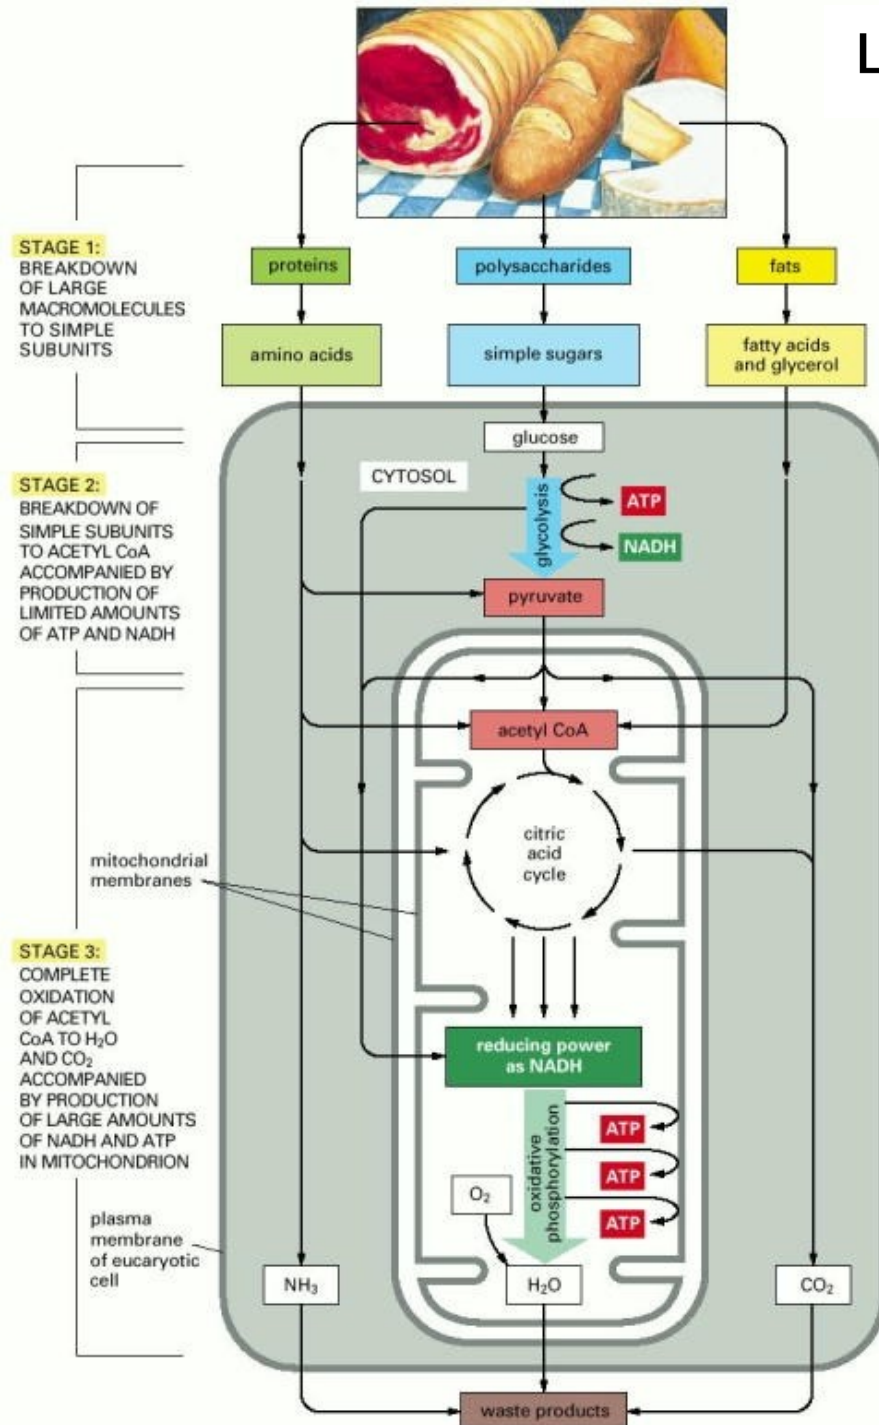 L
STAGE 1:
BREAKDOWN
OF LARGE
MACROMOLECULES
TO SIMPLE
SUBUNITS
proteins
polysaccharides
fats
amino acids
simple sugars
fatty acids
and glycerol
glucose
CYTOSOL
STAGE 2:
BREAKDOWN OF
SIMPLE SUBUNITS
TO ACETYL CoA
ACCOMPANIED BY
PRODUCTION OF
LIMITED AMOUNTS
OF ATP AND NADH
glycolysis
ATP
NADH
pyruvate
acetyl CoA
citric
acid
cycle
mitochondrial
membranes
STAGE 3:
COMPLETE
OXIDATION
OF ACETYL
CoA TO H₂O
AND CO₂
ACCOMPANIED
BY PRODUCTION
OF LARGE AMOUNTS
OF NADH AND ATP
IN MITOCHONDRION
reducing power
as NADH
oxidative
phosphorylation
ATP
ATP
ATP
O₂
plasma
membrane
of eucaryotic
cell
NH₃
H₂O
CO₂
waste products